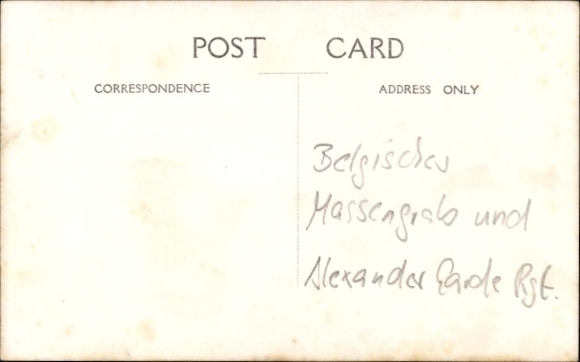 POST CARD
CORRESPONDENCE
ADDRESS ONLY
Belgisches
Massengrab und
Alexander Garde Rgt.